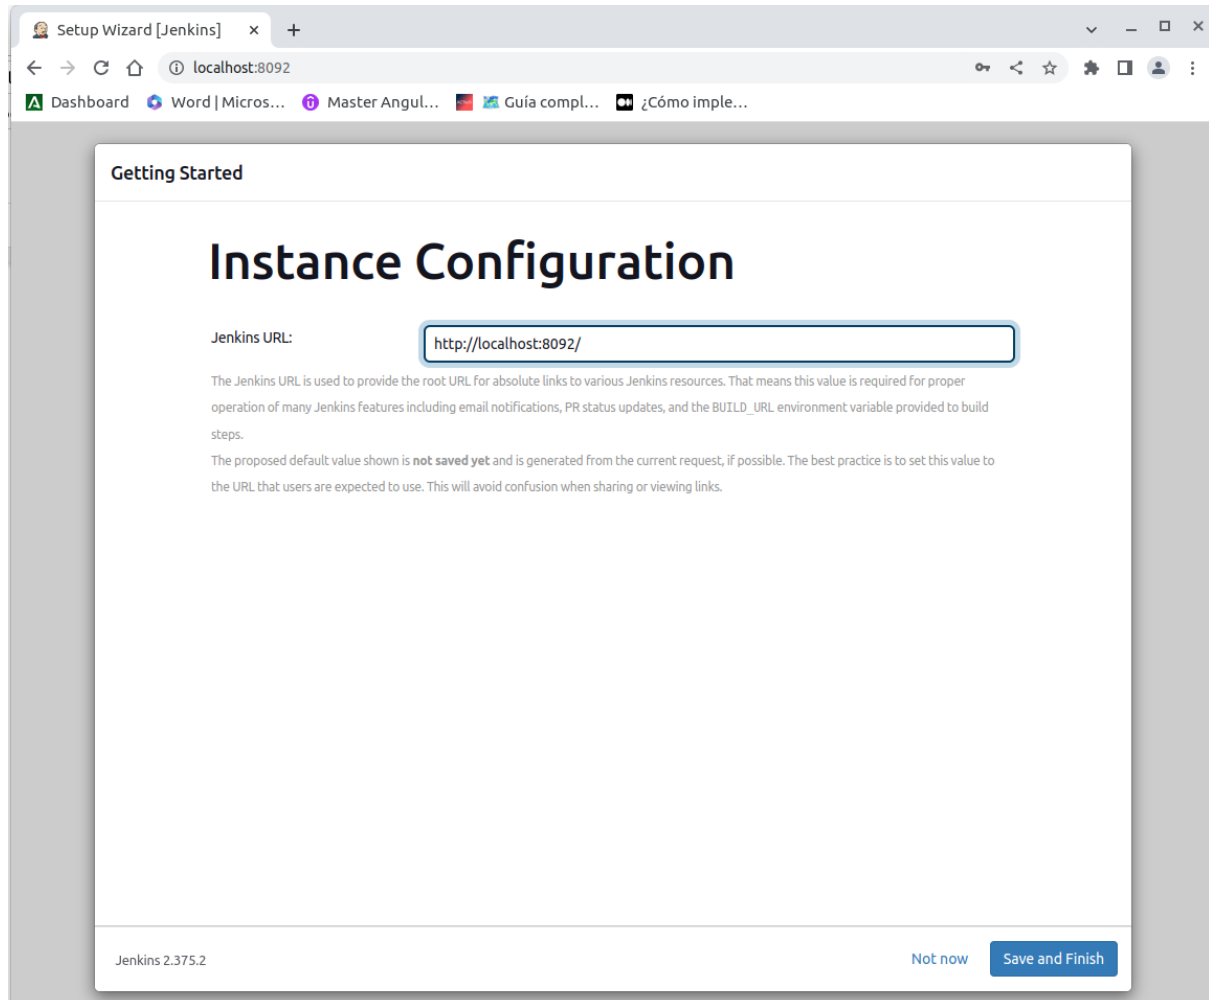 Setup Wizard [Jenkins]
localhost:8092
Dashboard Word | Micros... Master Angul... Guía compl... ¿Cómo imple...
Getting Started
Instance Configuration
Jenkins URL:
http://localhost:8092/
The Jenkins URL is used to provide the root URL for absolute links to various Jenkins resources. That means this value is required for proper
operation of many Jenkins features including email notifications, PR status updates, and the BUILD_URL environment variable provided to build
steps.
The proposed default value shown is not saved yet and is generated from the current request, if possible. The best practice is to set this value to
the URL that users are expected to use. This will avoid confusion when sharing or viewing links.
Jenkins 2.375.2
Not now
Save and Finish